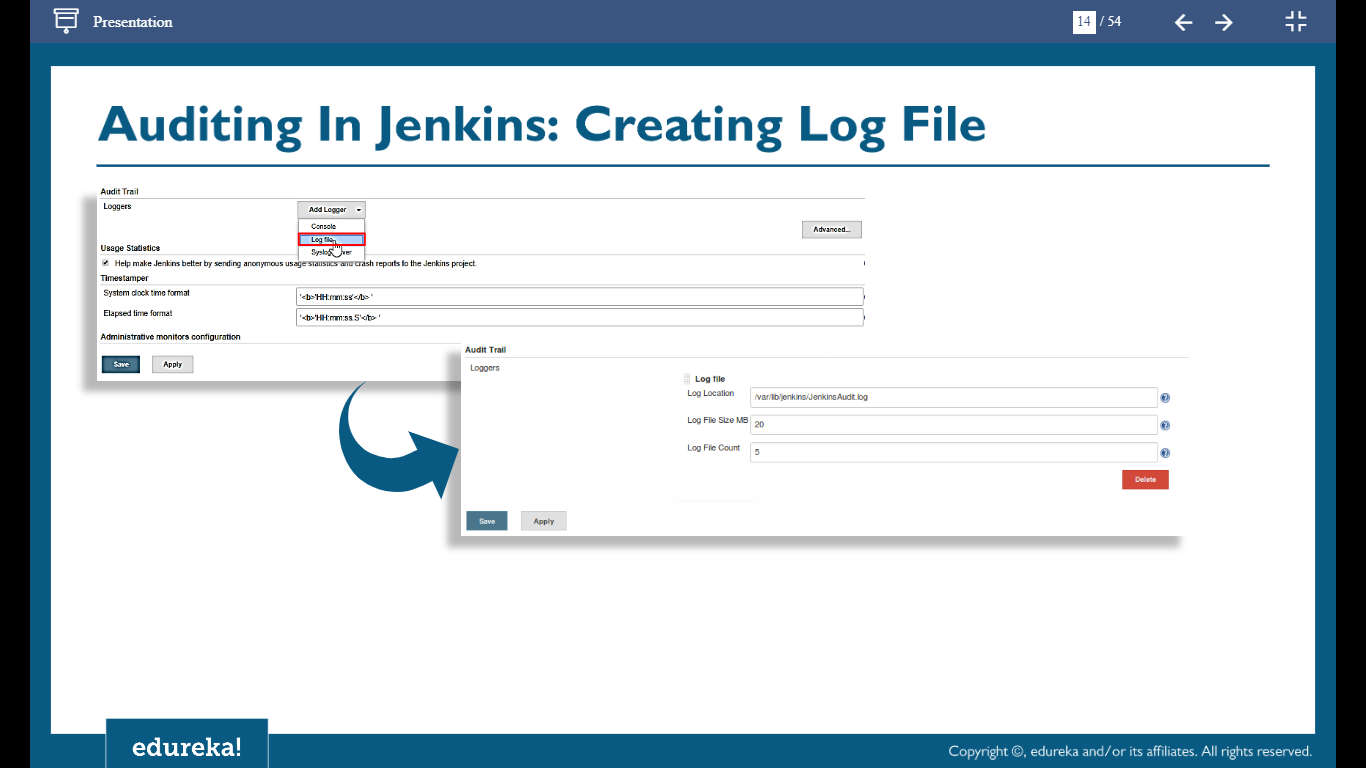 Presentation
14 / 54
Auditing In Jenkins: Creating Log File
Audit Trail
Loggers
Add Logger
Console
Log file
Advanced...
Usage Statistics
Help make Jenkins better by sending anonymous usage statistics and crash reports to the Jenkins project.
Timestamper
System clock time format
'<b>'HH:mm:ss'</b> '
Elapsed time format
'<b>'HH:mm:ss.S'</b> '
Administrative monitors configuration
Save Apply
Audit Trail
Loggers
Log file
Log Location /var/lib/jenkins/JenkinsAudit.log
Log File Size MB 20
Log File Count 5
Delete
Save Apply
edureka!
Copyright ©, edureka and/or its affiliates. All rights reserved.